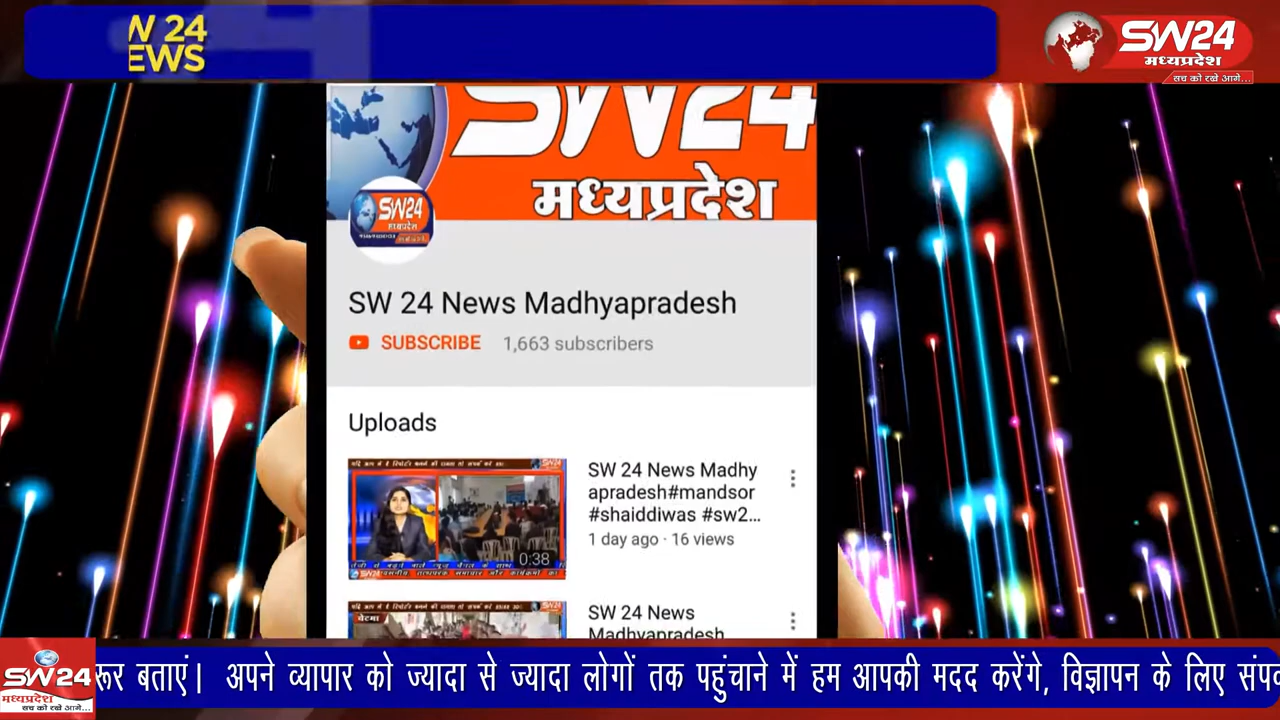 W 24
EWS
SW24
मध्यप्रदेश
सच को रखे आगे...
SW24
मध्यप्रदेश
SW24
SW 24 News Madhyapradesh
SUBSCRIBE 1,663 subscribers
Uploads
SW 24 News Madhy
apradesh#mandsor
#shaiddiwas #sw2...
1 day ago · 16 views
0:38
SW 24 News
Madhyapradesh
SW24
मध्यप्रदेश
सच को रखे आगे...
रूर बताएं। अपने व्यापार को ज्यादा से ज्यादा लोगों तक पहुंचाने में हम आपकी मदद करेंगे, विज्ञापन के लिए संपर्क